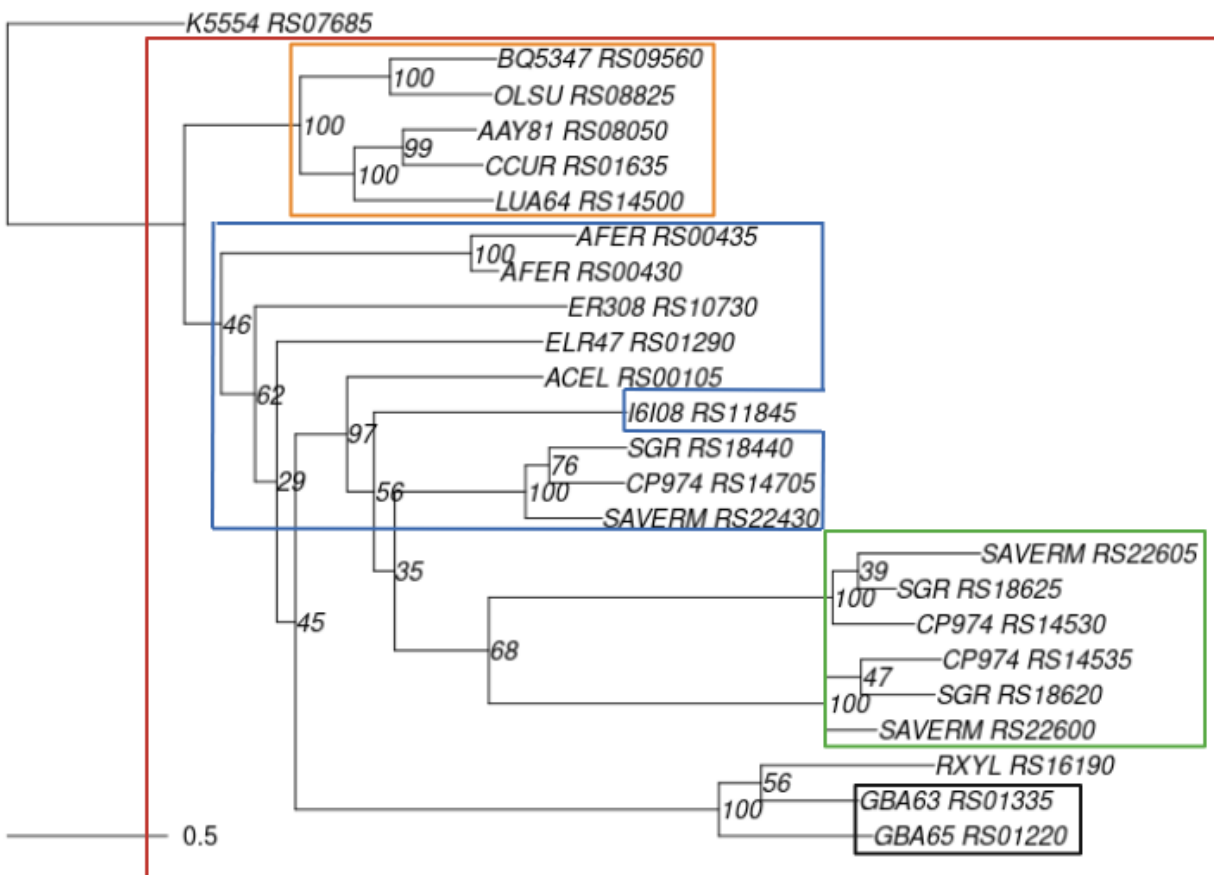 K5554 RS07685
BQ5347 RS09560
100
OLSU RS08825
100
AAY81 RS08050
99
CCUR RS01635
100
LUA64 RS14500
AFER RS00435
100
AFER RS00430
ER308 RS10730
46
ELR47 RS01290
ACEL RS00105
62
I6I08 RS11845
97
SGR RS18440
76
CP974 RS14705
29
56
100
SAVERM RS22430
SAVERM RS22605
39
35
SGR RS18625
100
CP974 RS14530
45
68
CP974 RS14535
47
SGR RS18620
100
SAVERM RS22600
RXYL RS16190
56
GBA63 RS01335
100
GBA65 RS01220
0.5